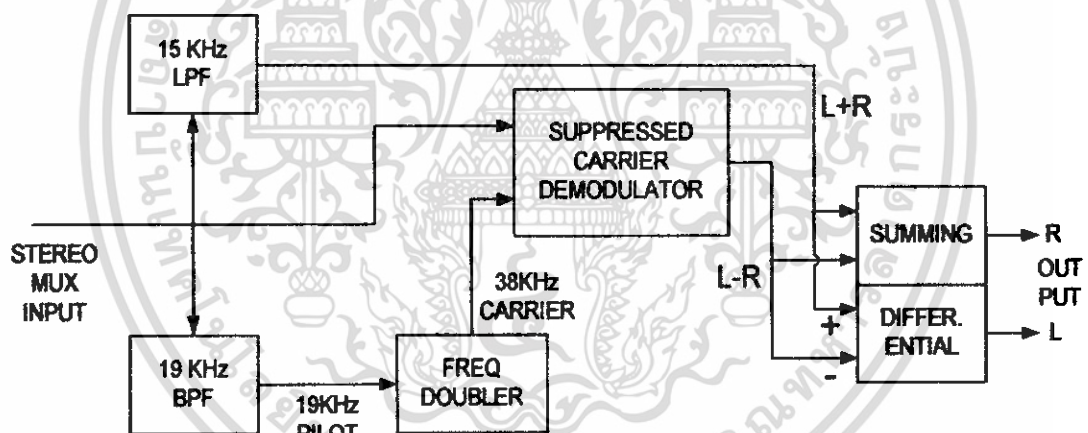 15 KHz
LPF
SUPPRESSED
CARRIER
DEMODULATOR
L+R
STEREO
MUX
INPUT
SUMMING
R
OUT
PUT
L-R
38KHz
CARRIER
DIFFER.
ENTIAL
+
-
L
19 KHz
BPF
19KHz
PILOT
FREQ
DOUBLER